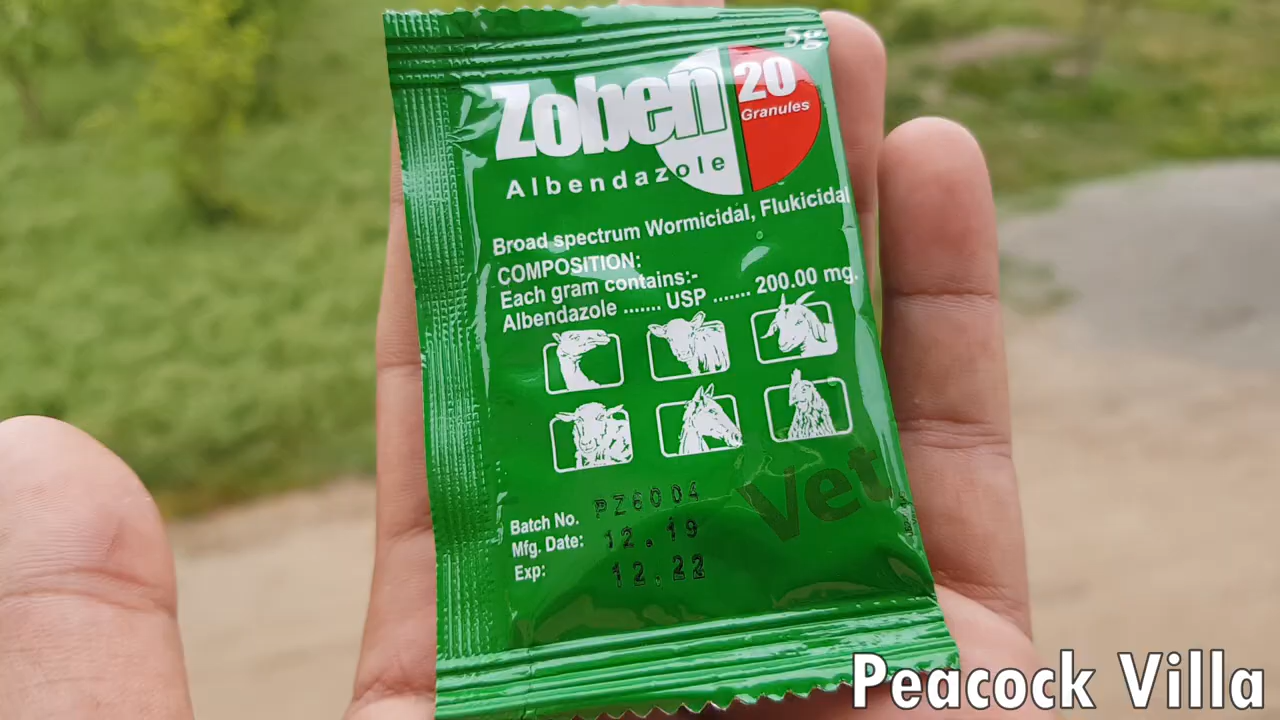 5g
Zoben
20
Granules
Albendazole
Broad spectrum Wormicidal, Flukicidal
COMPOSITION:
Each gram contains:-
Albendazole ....... USP ....... 200.00 mg.
Vet
Batch No. PZ6004
Mfg. Date: 12.19
Exp: 12.22
Peacock Villa